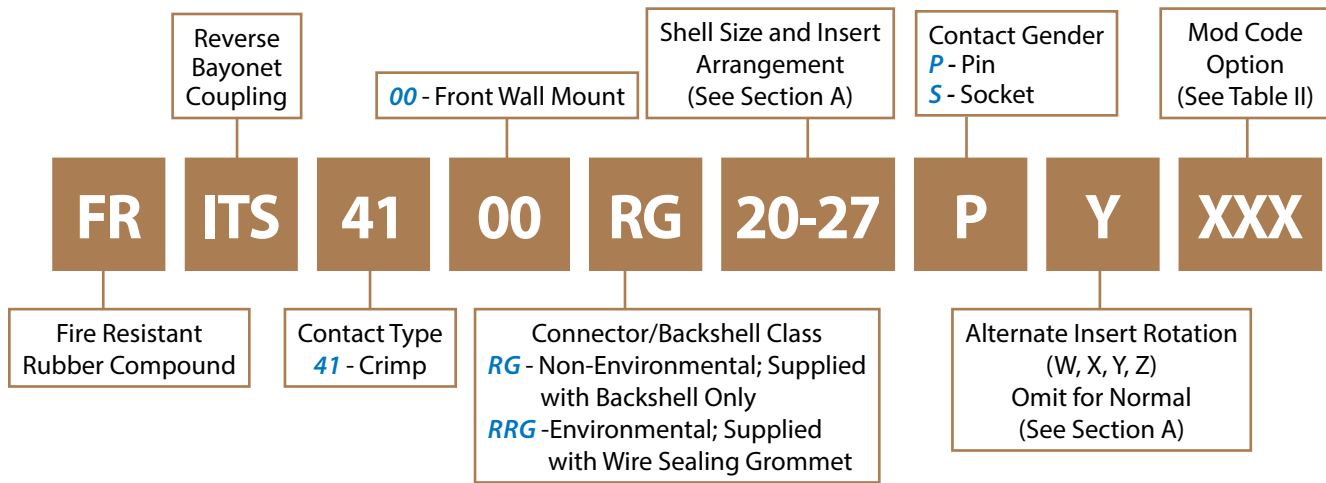 Reverse
Bayonet
Coupling
00 - Front Wall Mount
Shell Size and Insert
Arrangement
(See Section A)
Contact Gender
P - Pin
S - Socket
Mod Code
Option
(See Table II)
FR ITS 41 00 RG 20-27 P Y XXX
Fire Resistant
Rubber Compound
Contact Type
41 - Crimp
Connector/Backshell Class
RG - Non-Environmental; Supplied
with Backshell Only
RRG -Environmental; Supplied
with Wire Sealing Grommet
Alternate Insert Rotation
(W, X, Y, Z)
Omit for Normal
(See Section A)